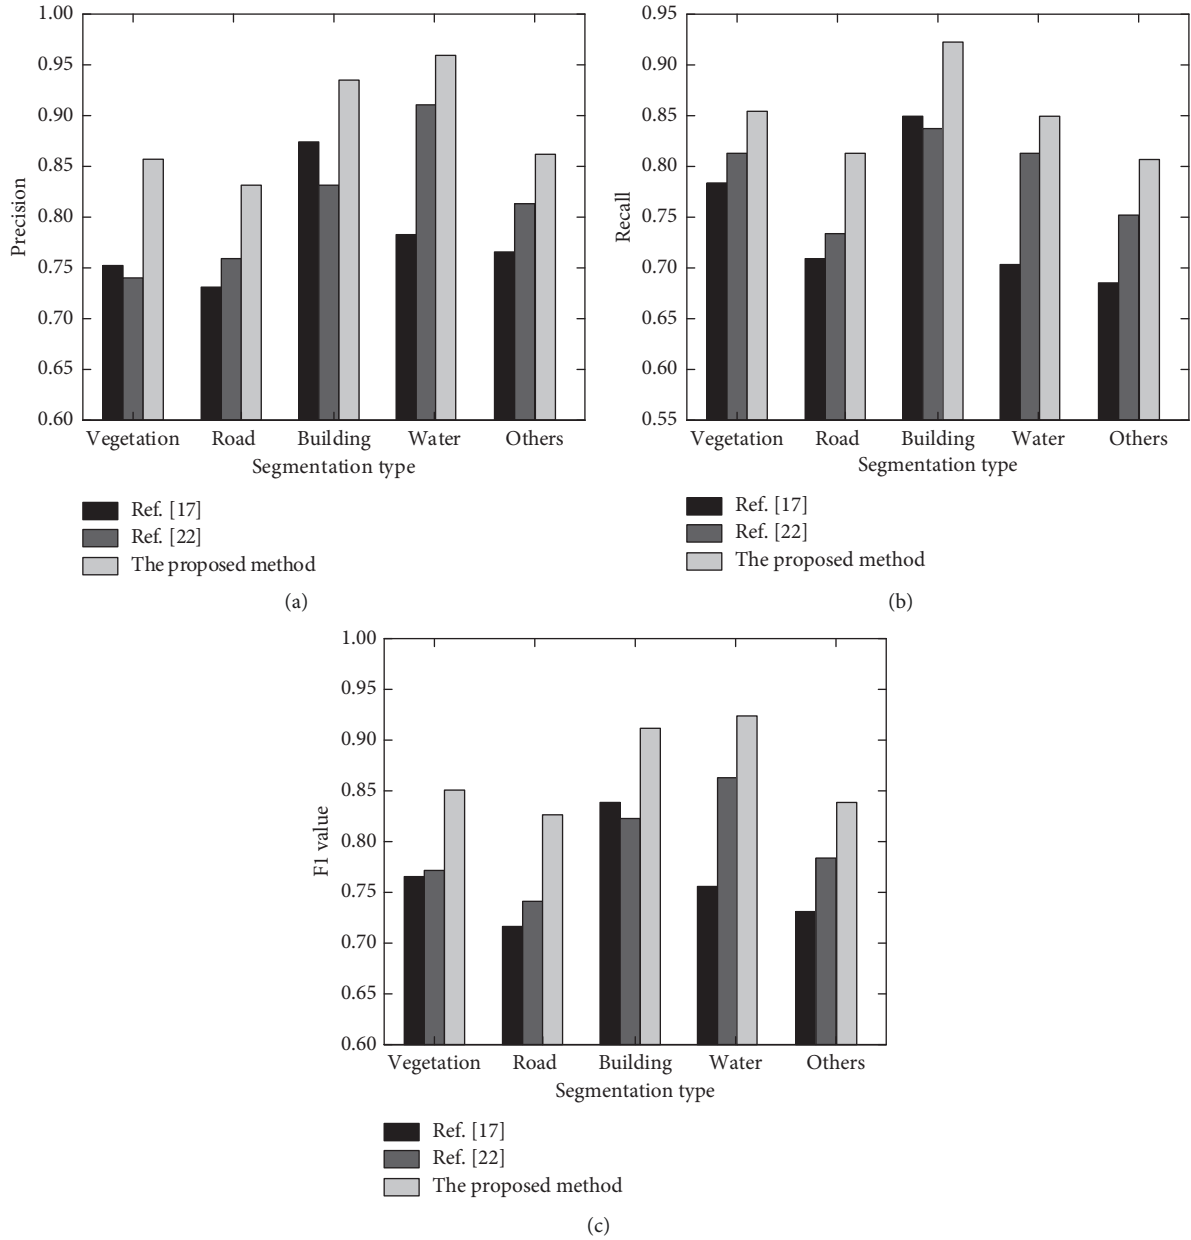 1.00
0.95
0.90
0.85
0.80
0.75
0.70
0.65
0.60
Precision
Vegetation Road Building Water Others
Segmentation type
Ref. [17]
Ref. [22]
The proposed method
(a)
0.95
0.90
0.85
0.80
0.75
0.70
0.65
0.60
0.55
Recall
Vegetation Road Building Water Others
Segmentation type
Ref. [17]
Ref. [22]
The proposed method
(b)
1.00
0.95
0.90
0.85
0.80
0.75
0.70
0.65
0.60
F1 value
Vegetation Road Building Water Others
Segmentation type
Ref. [17]
Ref. [22]
The proposed method
(c)